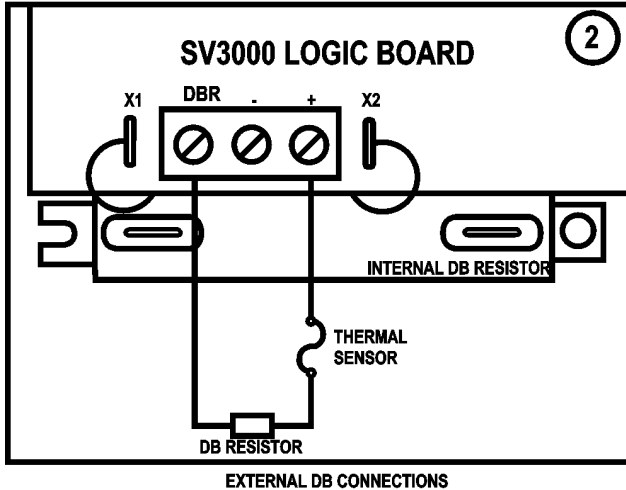 2
SV3000 LOGIC BOARD
X1 DBR - + X2
INTERNAL DB RESISTOR
THERMAL
SENSOR
DB RESISTOR
EXTERNAL DB CONNECTIONS